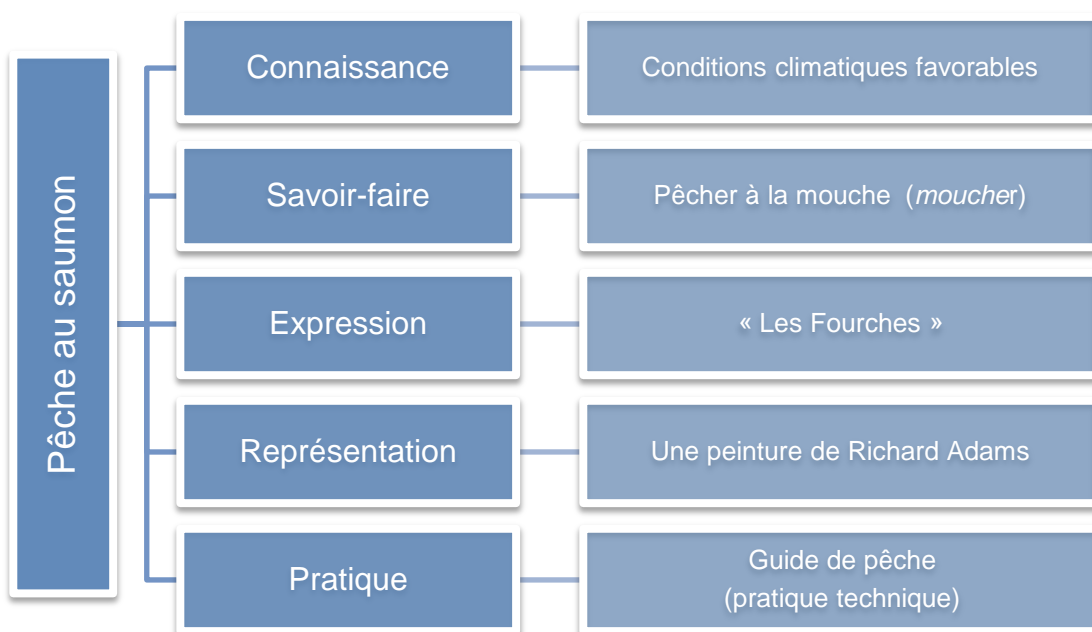 Pêche au saumon
Connaissance
Conditions climatiques favorables
Savoir-faire
Pêcher à la mouche (moucher)
Expression
« Les Fourches »
Représentation
Une peinture de Richard Adams
Pratique
Guide de pêche
(pratique technique)